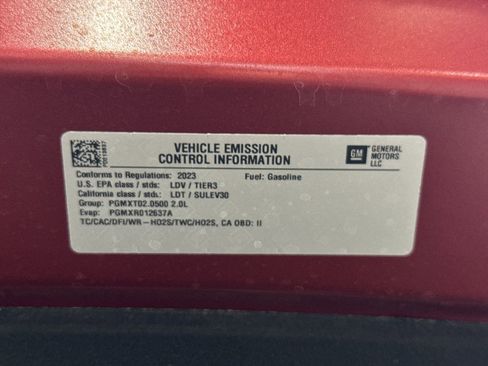 VEHICLE EMISSION
CONTROL INFORMATION
GM GENERAL MOTORS LLC
Conforms to Regulations: 2023 Fuel: Gasoline
U.S. EPA class / stds: LDV / TIER3
California class / stds: LDT / SULEV30
Group: PGMXT02.0500 2.0L
Evap: PGMXR012637A
TC/CAC/DFI/WR-HO2S/TWC/HO2S, CA OBD: II